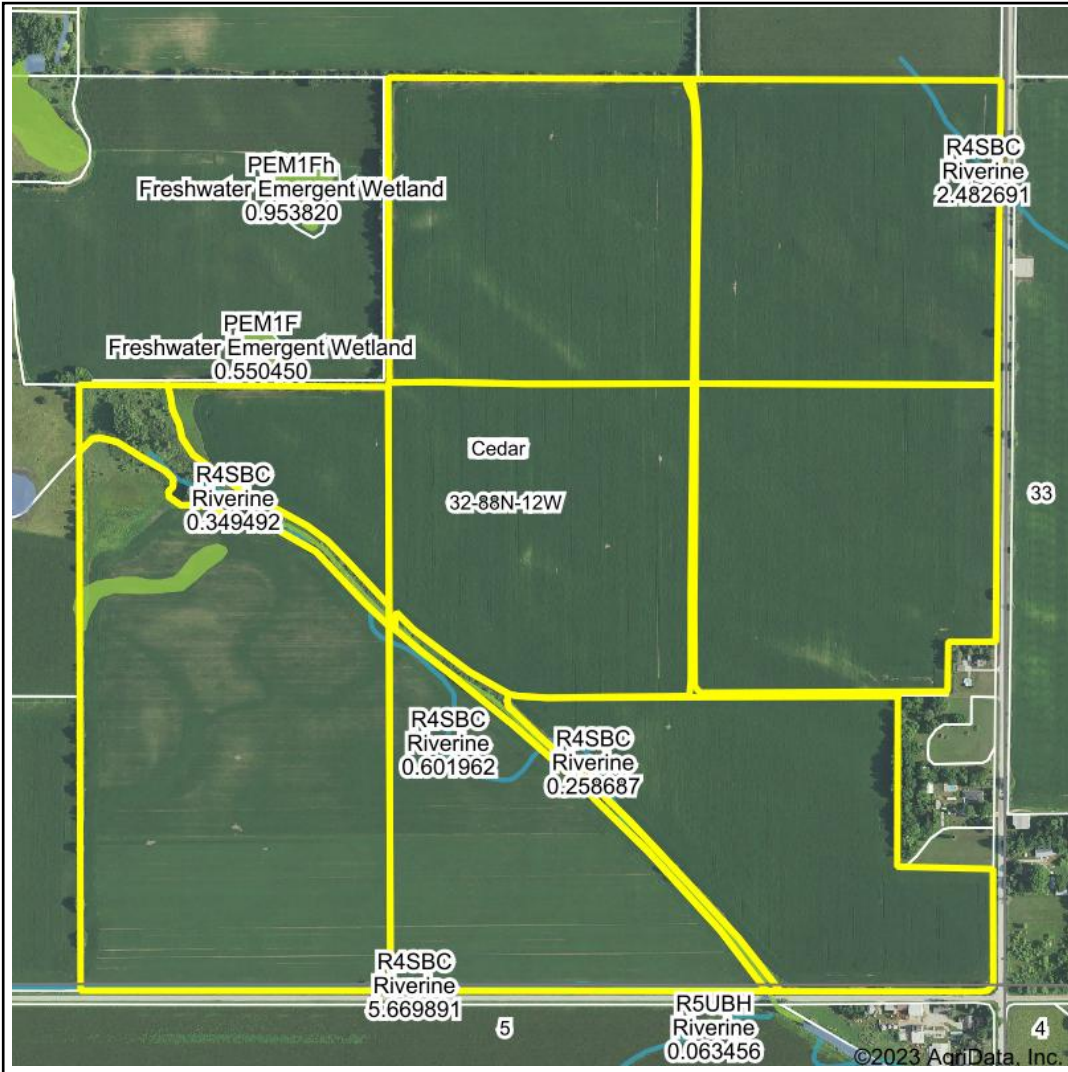 R4SBC
Riverine
2.482691
PEM1Fh
Freshwater Emergent Wetland
0.953820
PEM1F
Freshwater Emergent Wetland
0.550450
Cedar
32-88N-12W
33
R4SBC
Riverine
0.349492
R4SBC
Riverine
0.601962
R4SBC
Riverine
0.258687
R4SBC
Riverine
5.669891
5
R5UBH
Riverine
0.063456
4
©2023 AgriData, Inc.